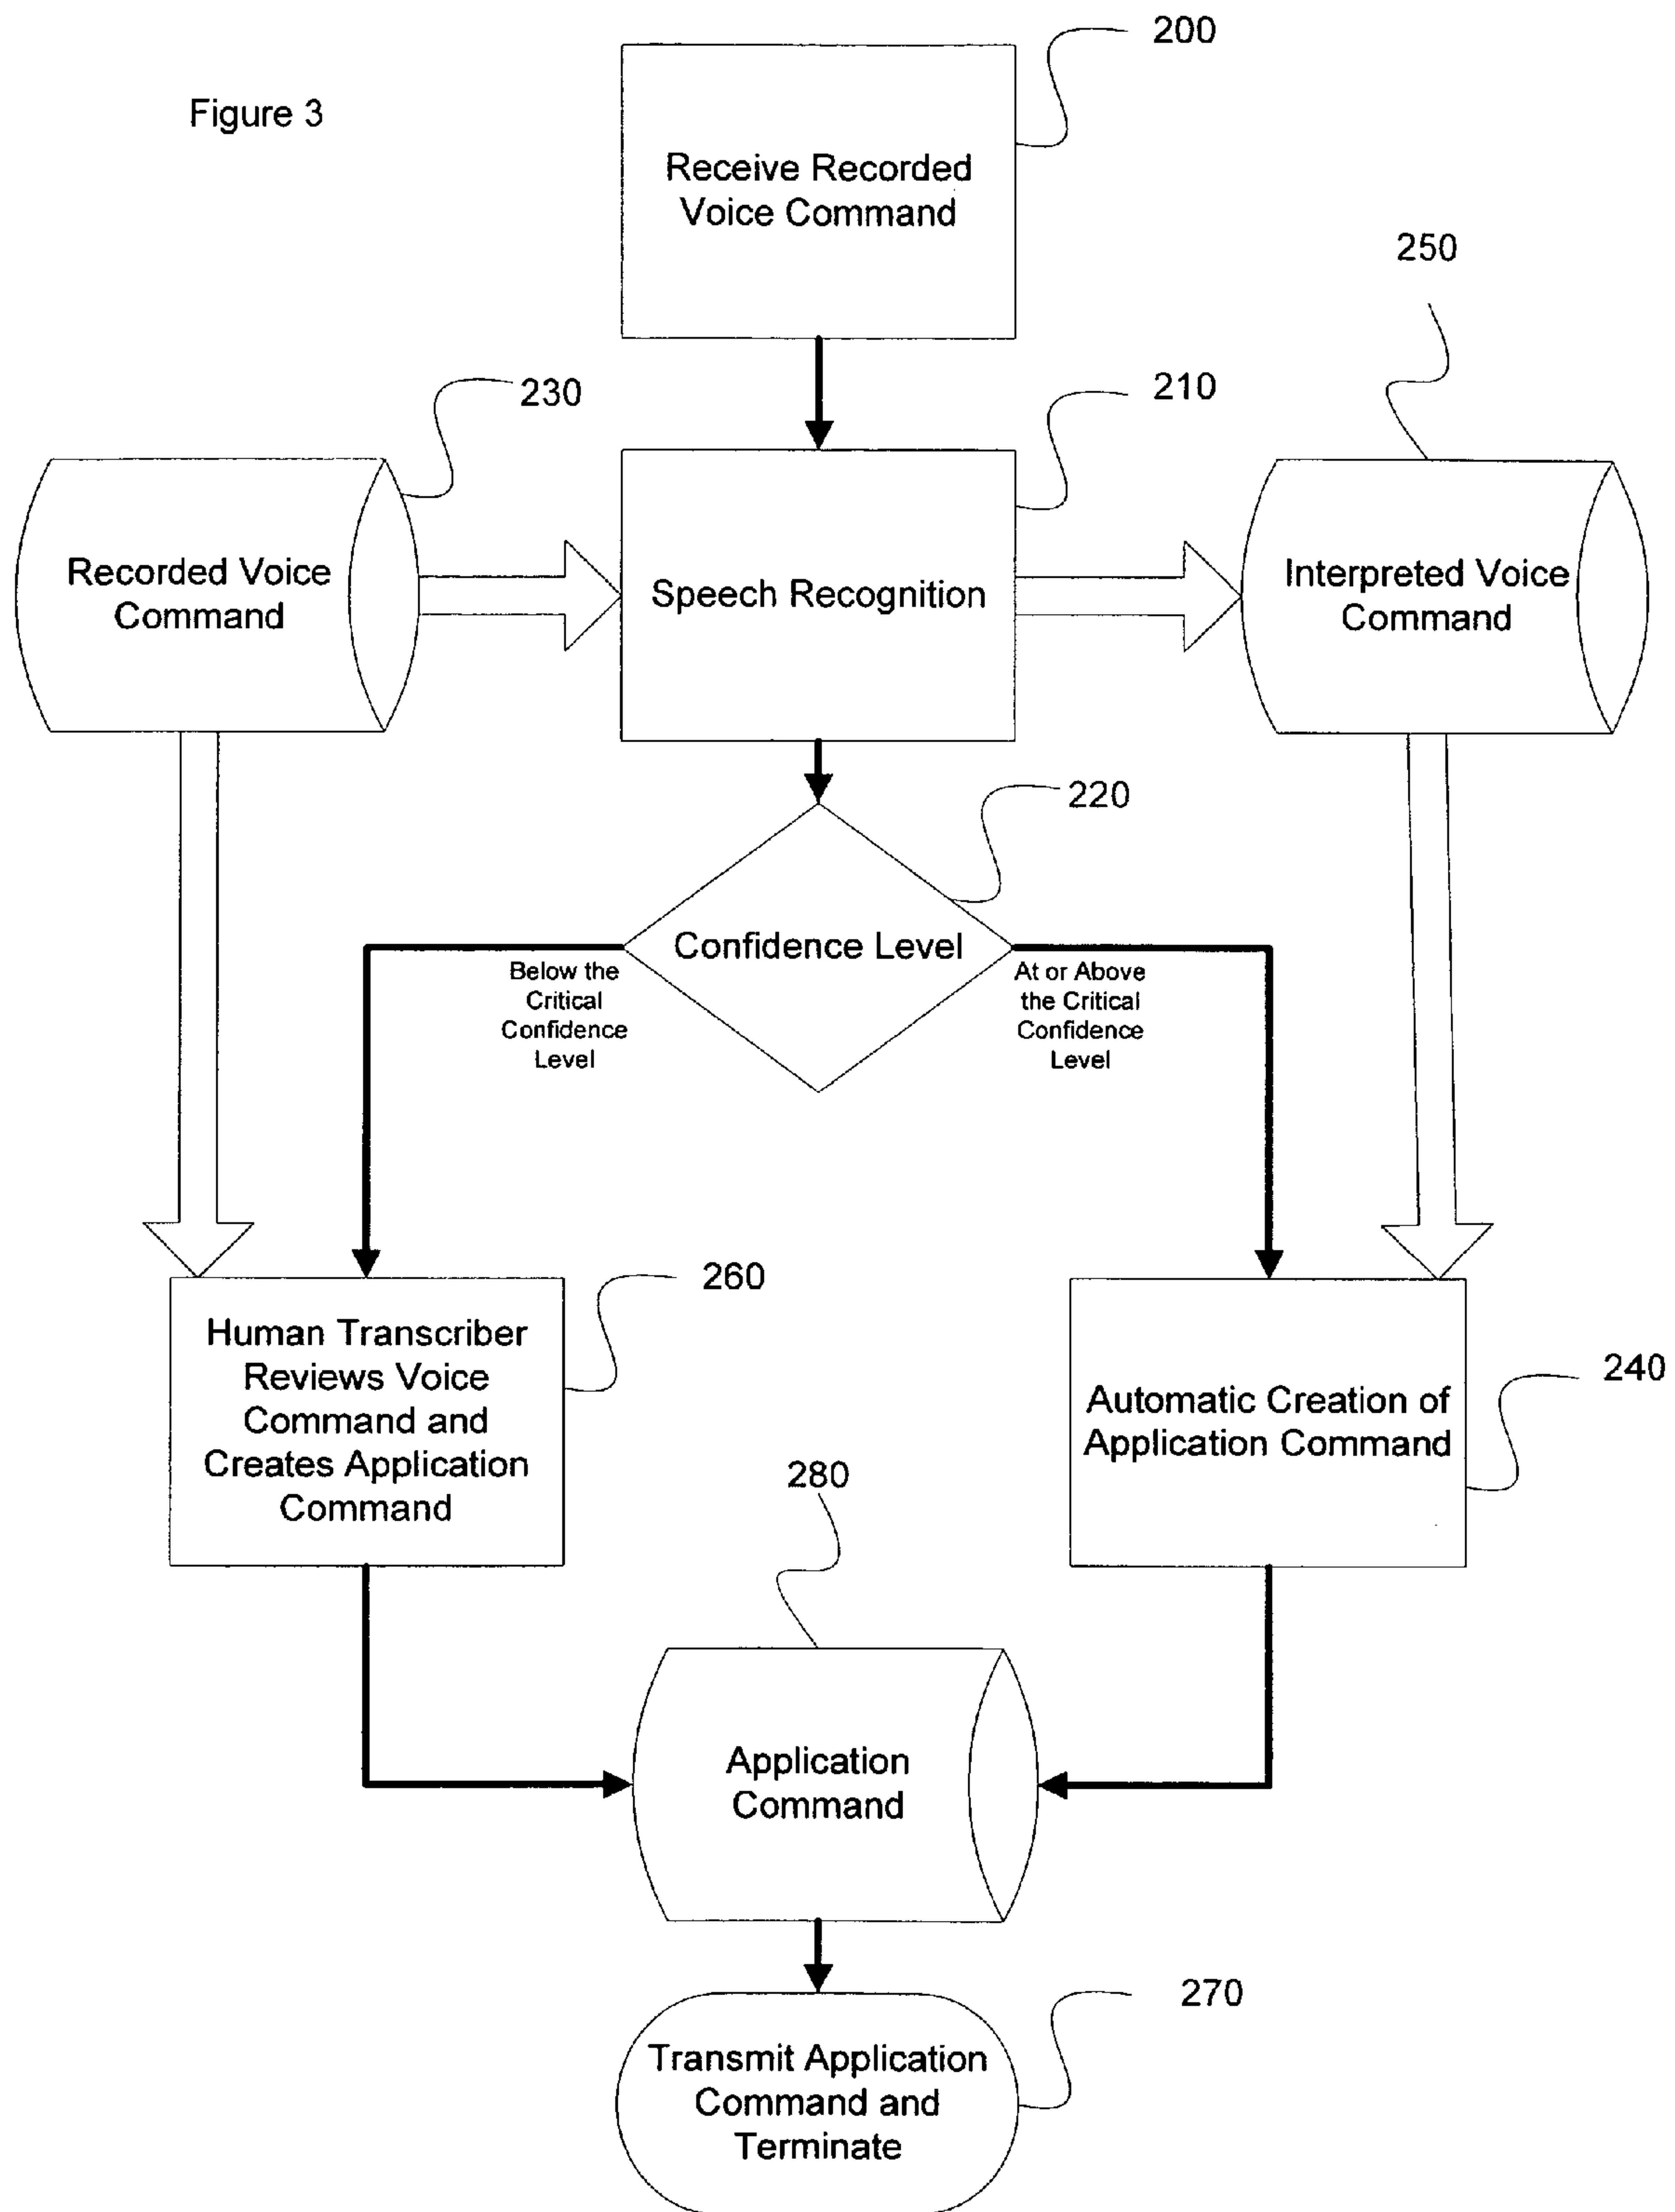 Figure 3
200
Receive Recorded
Voice Command
250
230
210
Recorded Voice
Command
Speech Recognition
Interpreted Voice
Command
220
Confidence Level
Below the
Critical
Confidence
Level
At or Above
the Critical
Confidence
Level
260
Human Transcriber
Reviews Voice
Command and
Creates Application
Command
240
Automatic Creation of
Application Command
280
Application
Command
270
Transmit Application
Command and
Terminate